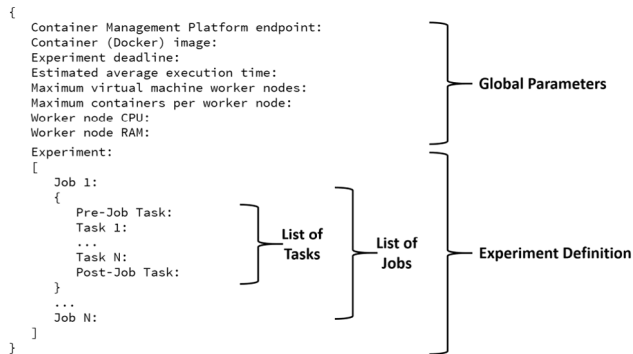 {
Container Management Platform endpoint:
Container (Docker) image:
Experiment deadline:
Estimated average execution time:
Maximum virtual machine worker nodes:
Maximum containers per worker node:
Worker node CPU:
Worker node RAM:
Global Parameters
Experiment:
[
Job 1:
{
Pre-Job Task:
Task 1:
...
Task N:
Post-Job Task:
}
...
Job N:
]
}
List of
Tasks
List of
Jobs
Experiment Definition